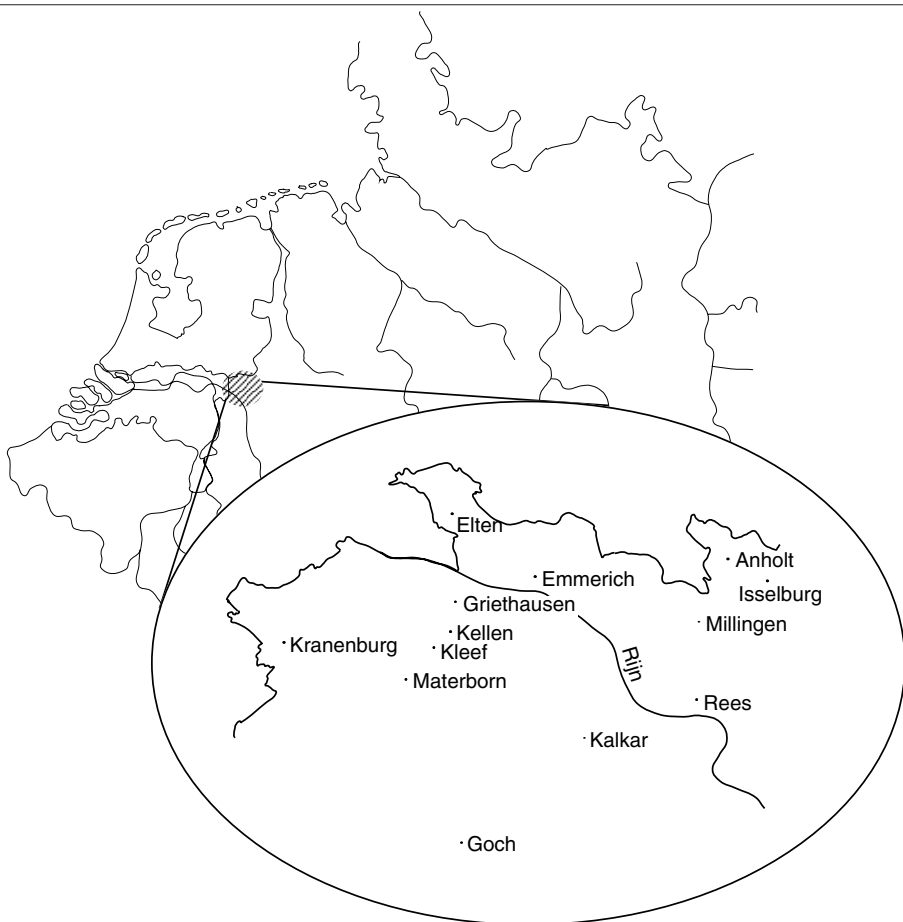 Elten
Anholt
Emmerich
Isselburg
Griethausen
Millingen
Kellen
Kranenburg
Kleef
Rijn
Materborn
Rees
Kalkar
Goch